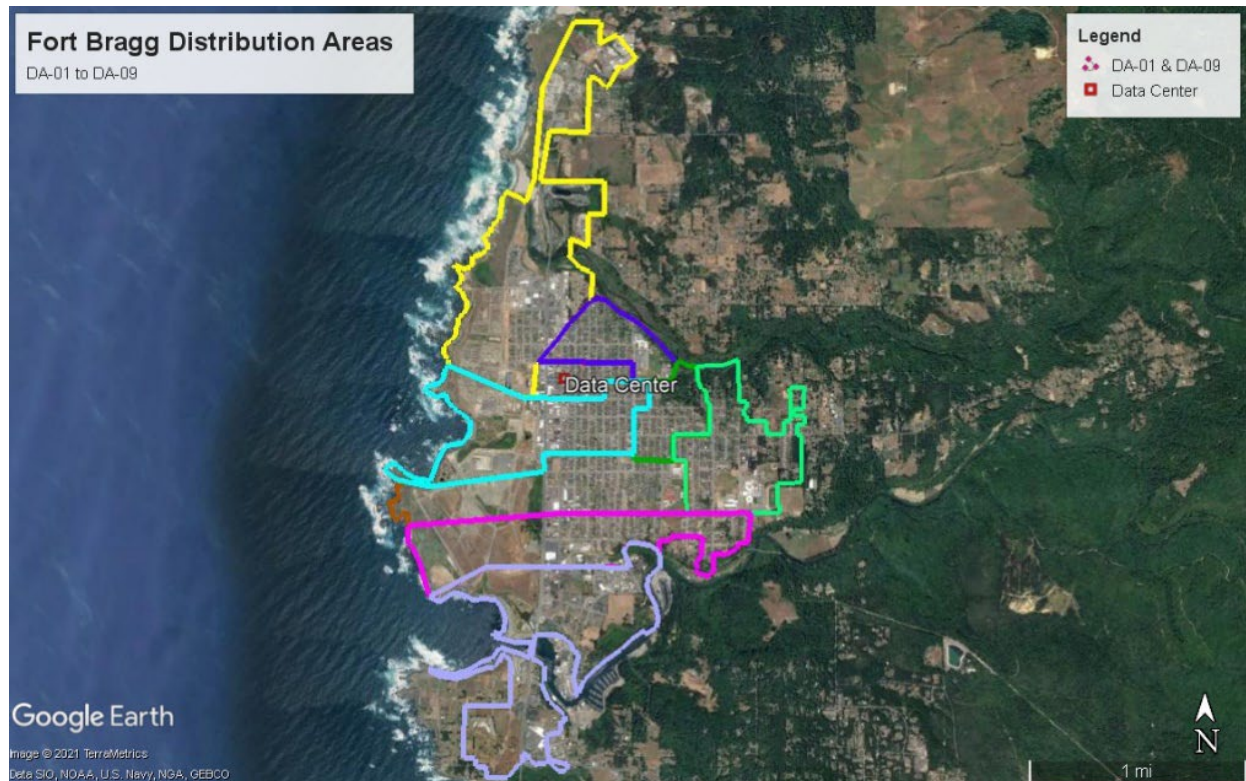 Fort Bragg Distribution Areas
DA-01 to DA-09
Legend
DA-01 & DA-09
Data Center
Data Center
Google Earth
Image © 2021 TerraMetrics
Data SIO, NOAA, U.S. Navy, NGA, GEBCO
N
1 mi